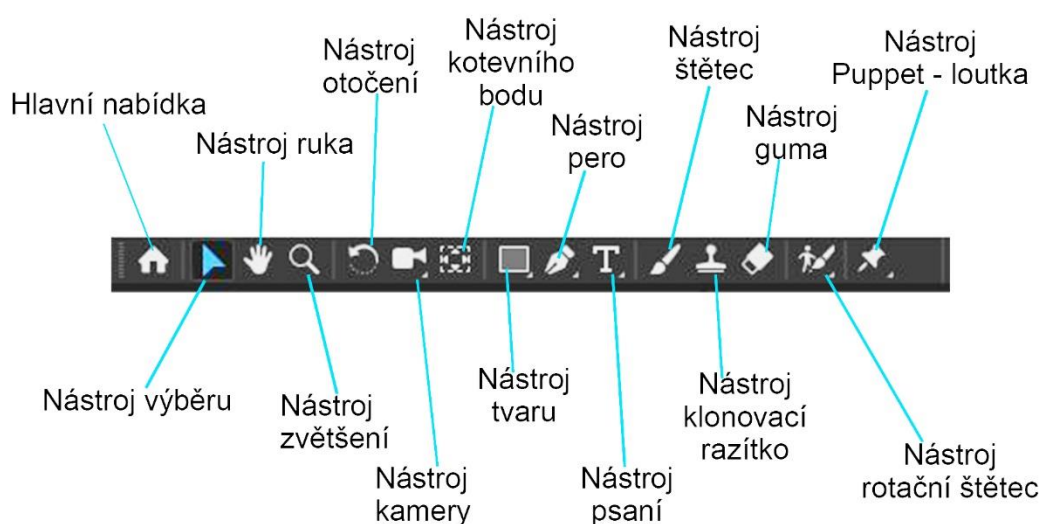 Hlavní nabídka
Nástroj ruka
Nástroj
otočení
Nástroj
kotevního
bodu
Nástroj
pero
Nástroj
štětec
Nástroj
guma
Nástroj
Puppet - loutka
Nástroj výběru
Nástroj
zvětšení
Nástroj
kamery
Nástroj
tvaru
Nástroj
psaní
Nástroj
klonovací
razítko
Nástroj
rotační štětec